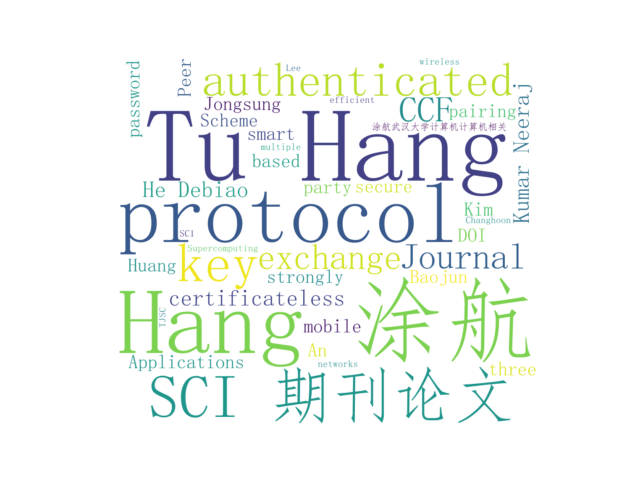 Lee
wireless
password
Peer
authenticated
Jongsung
efficient
CCF
pairing
Kumar Neeraj
Scheme
smart
涂航武汉大学计算机计算机相关
Tu Hang
multiple
based
He Debiao
party
secure
protocol
Kim
Changhoon
SCI
DOI
Supercomputing
Huang
key
exchange
Journal
strongly
Baojun
certificateless
Hang
涂航
TJSC
mobile
Applications
An
networks
three
SCI 期刊论文